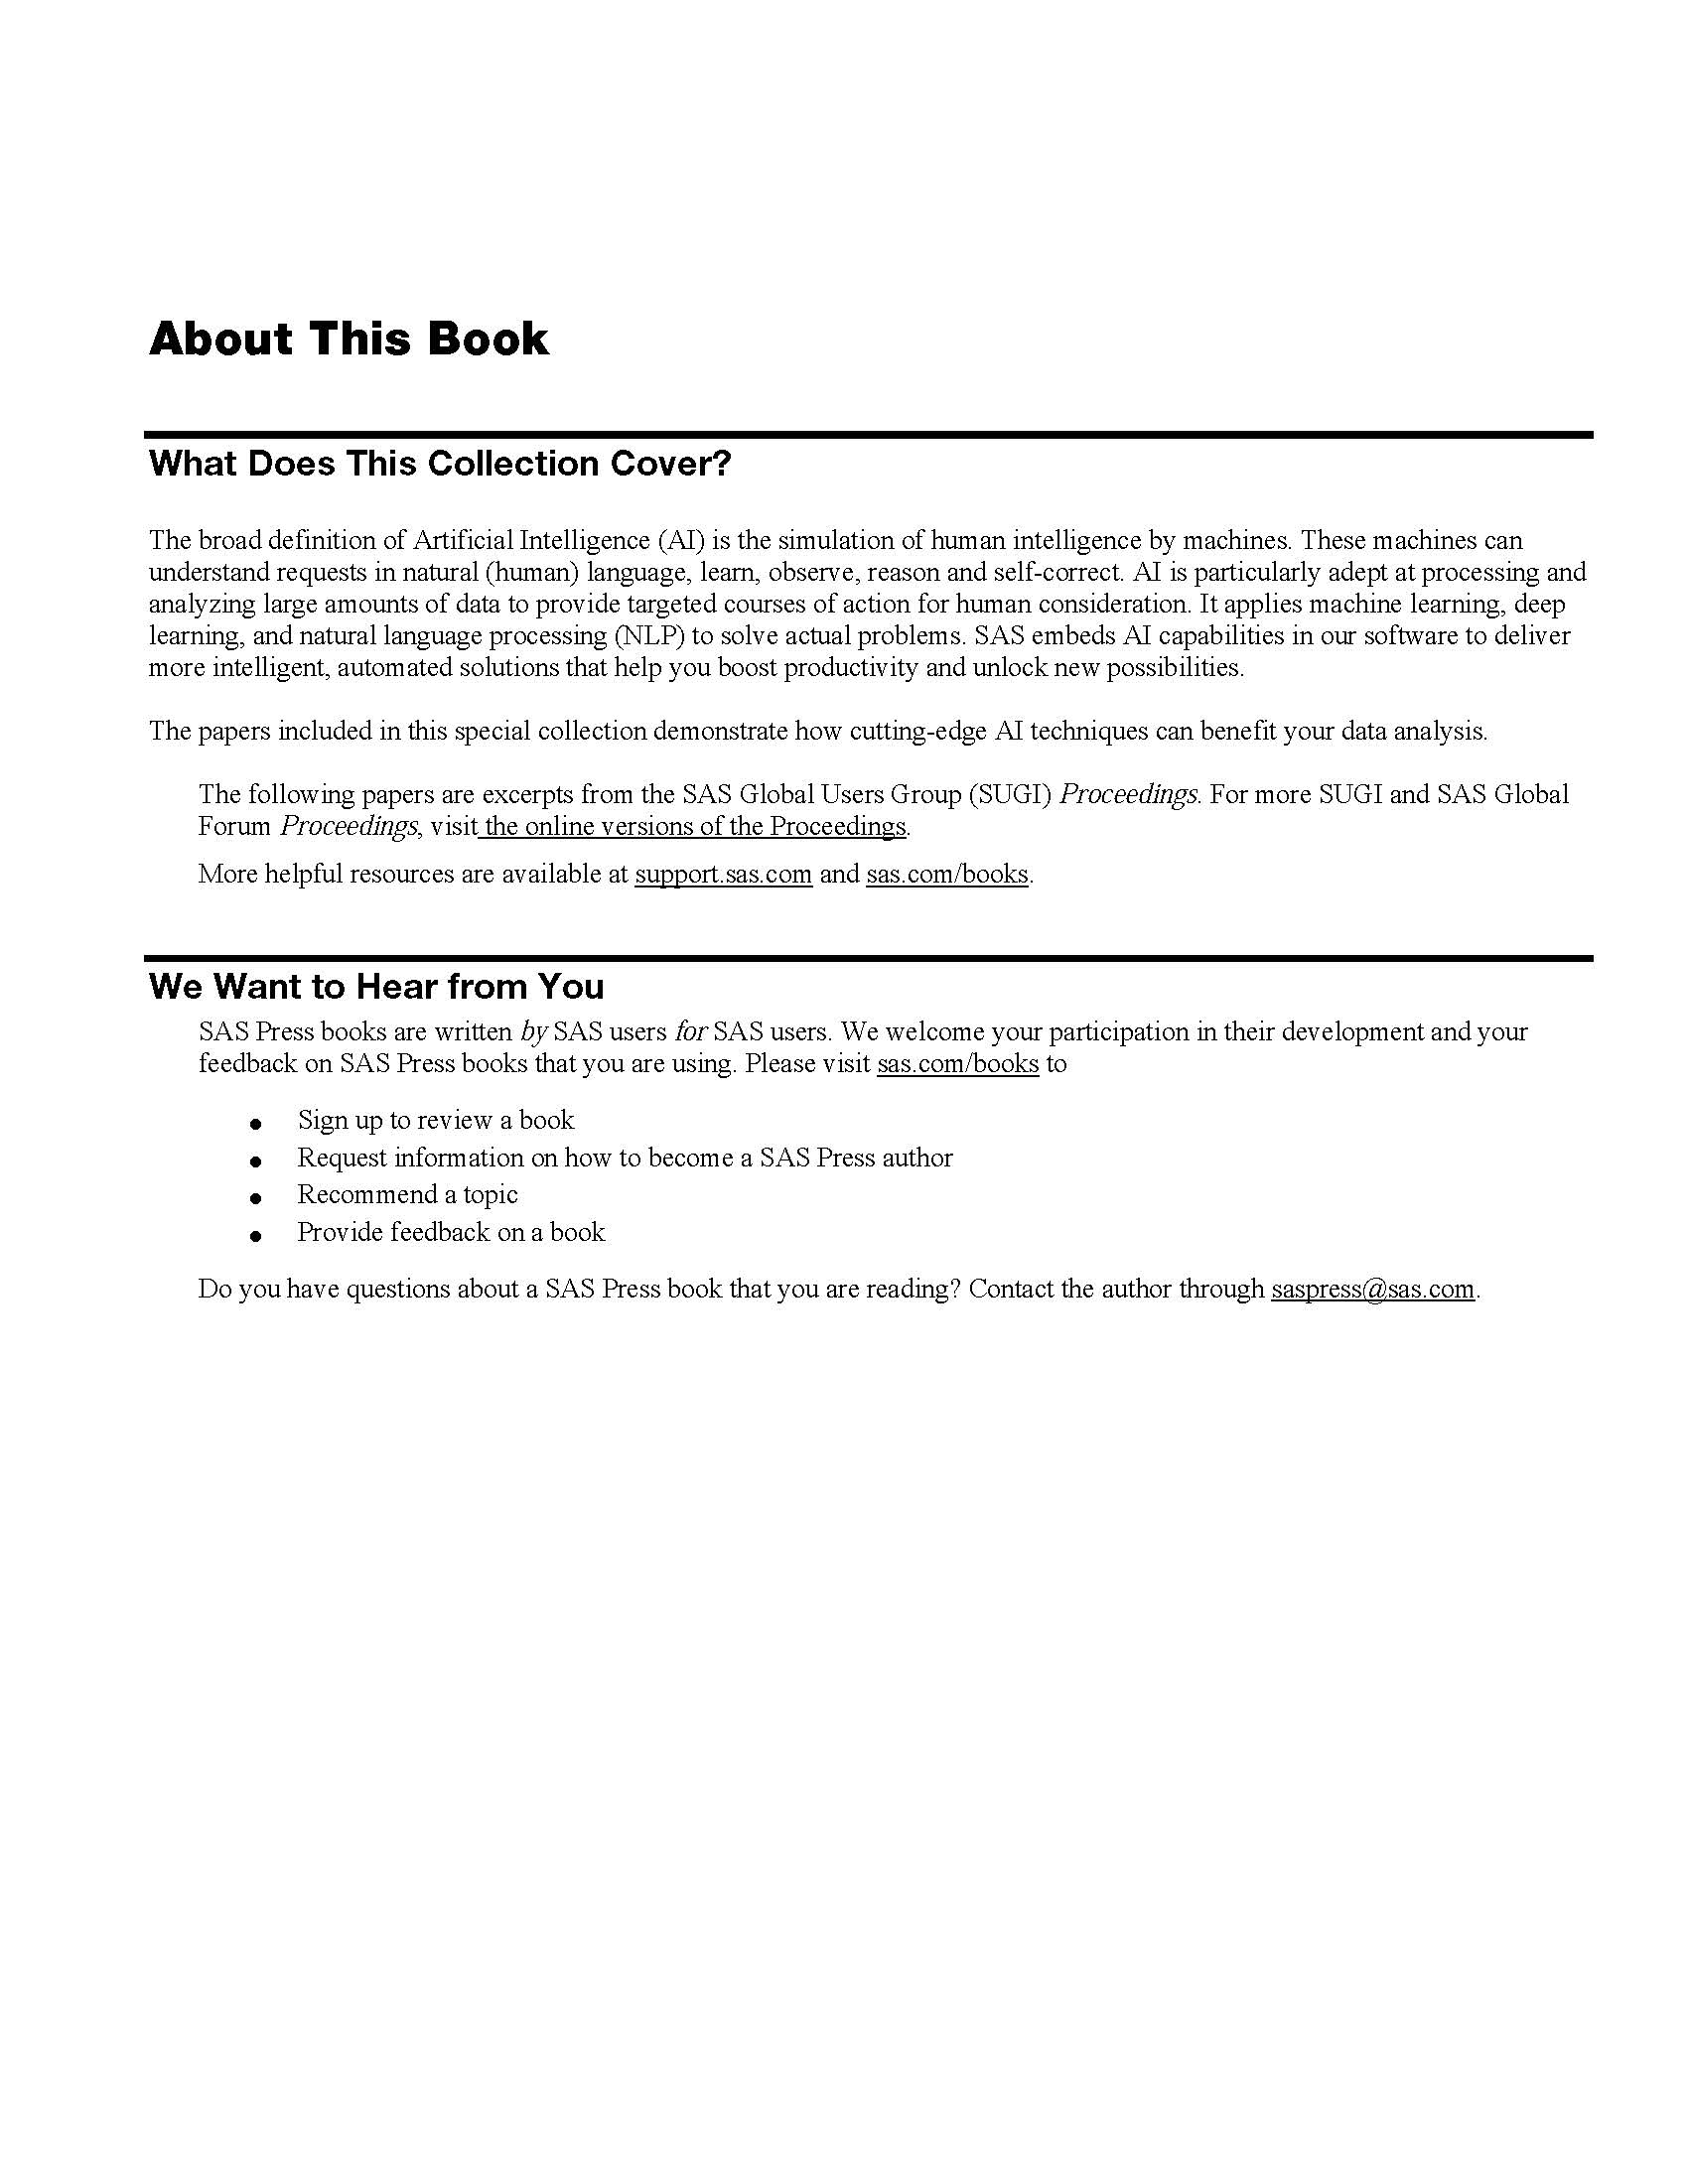 About This Book
What Does This Collection Cover?
The broad definition of Artificial Intelligence (AI) is the simulation of human intelligence by machines. These machines can
understand requests in natural (human) language, learn, observe, reason and self-correct. AI is particularly adept at processing and
analyzing large amounts of data to provide targeted courses of action for human consideration. It applies machine learning, deep
learning, and natural language processing (NLP) to solve actual problems. SAS embeds AI capabilities in our software to deliver
more intelligent, automated solutions that help you boost productivity and unlock new possibilities.
The papers included in this special collection demonstrate how cutting-edge AI techniques can benefit your data analysis.
The following papers are excerpts from the SAS Global Users Group (SUGI) Proceedings. For more SUGI and SAS Global
Forum Proceedings, visit the online versions of the Proceedings.
More helpful resources are available at support.sas.com and sas.com/books.
We Want to Hear from You
SAS Press books are written by SAS users for SAS users. We welcome your participation in their development and your
feedback on SAS Press books that you are using. Please visit sas.com/books to
● Sign up to review a book
● Request information on how to become a SAS Press author
● Recommend a topic
● Provide feedback on a book
Do you have questions about a SAS Press book that you are reading? Contact the author through saspress@sas.com.